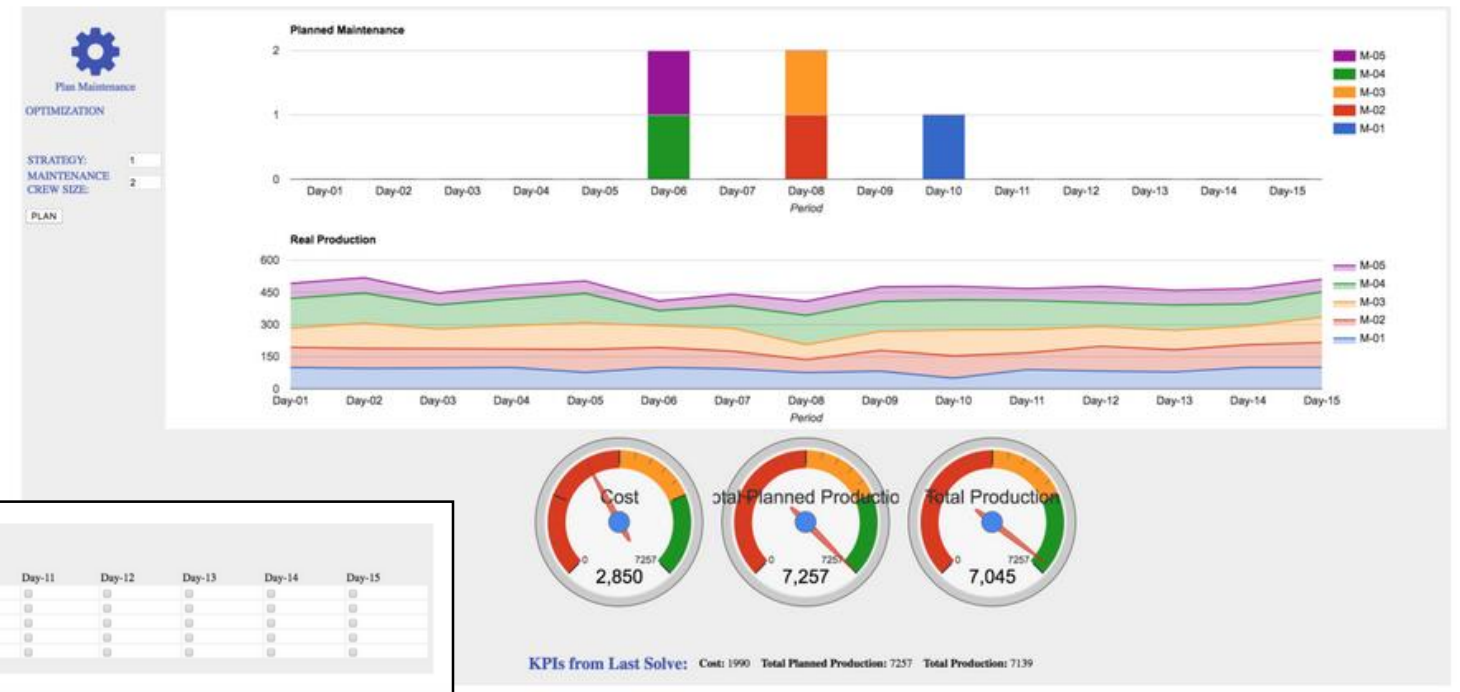 Plan Maintenance
OPTIMIZATION
STRATEGY: 1
MAINTENANCE
CREW SIZE: 2
PLAN
Planned Maintenance
2
1
0
Day-01 Day-02 Day-03 Day-04 Day-05 Day-06 Day-07 Day-08 Day-09 Day-10 Day-11 Day-12 Day-13 Day-14 Day-15
Period
M-05
M-04
M-03
M-02
M-01
Real Production
600
450
300
150
0
Day-01 Day-02 Day-03 Day-04 Day-05 Day-06 Day-07 Day-08 Day-09 Day-10 Day-11 Day-12 Day-13 Day-14 Day-15
Period
M-05
M-04
M-03
M-02
M-01
Cost
0 7257
2,850
otal Planned Productio
0 7257
7,257
Total Production
0 7257
7,045
Day-11 Day-12 Day-13 Day-14 Day-15
KPIs from Last Solve: Cost: 1990 Total Planned Production: 7257 Total Production: 7139